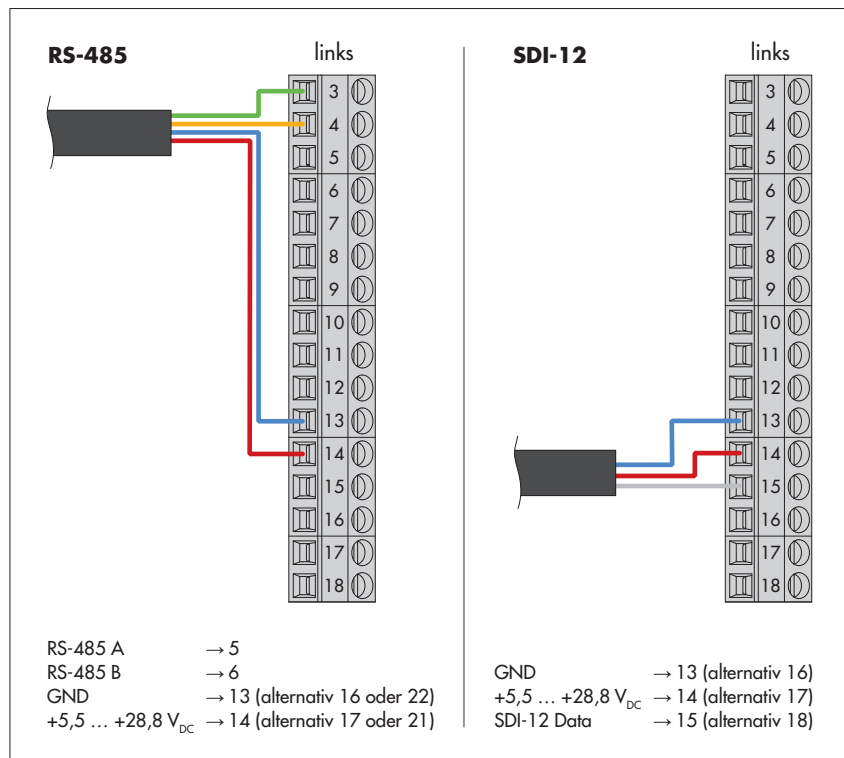 RS-485
links
3
4
5
6
7
8
9
10
11
12
13
14
15
16
17
18
RS-485 A → 5
RS-485 B → 6
GND → 13 (alternativ 16 oder 22)
+5,5 ... +28,8 VDC → 14 (alternativ 17 oder 21)
SDI-12
links
3
4
5
6
7
8
9
10
11
12
13
14
15
16
17
18
GND → 13 (alternativ 16)
+5,5 ... +28,8 VDC → 14 (alternativ 17)
SDI-12 Data → 15 (alternativ 18)